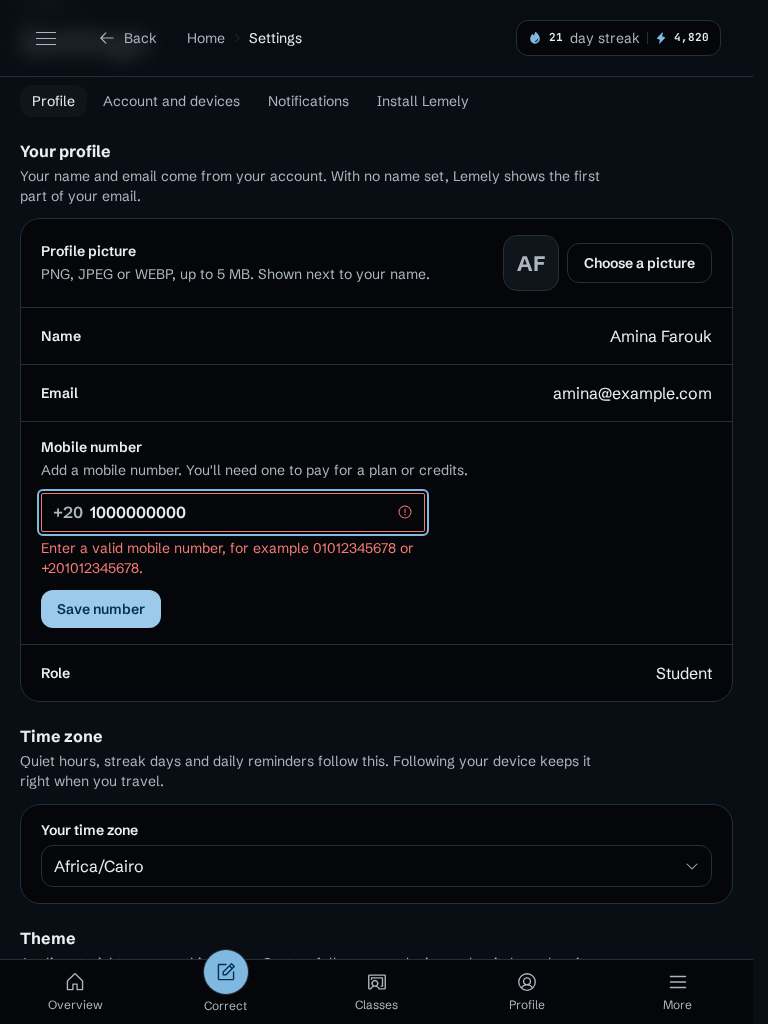 Back
Home
Settings
21 day streak
4,820
Profile
Account and devices
Notifications
Install Lemely
Your profile
Your name and email come from your account. With no name set, Lemely shows the first
part of your email.
Profile picture
PNG, JPEG or WEBP, up to 5 MB. Shown next to your name.
AF
Choose a picture
Name
Amina Farouk
Email
amina@example.com
Mobile number
Add a mobile number. You'll need one to pay for a plan or credits.
+20 1000000000
Enter a valid mobile number, for example 01012345678 or
+201012345678.
Save number
Role
Student
Time zone
Quiet hours, streak days and daily reminders follow this. Following your device keeps it
right when you travel.
Your time zone
Africa/Cairo
Theme
Overview
Correct
Classes
Profile
More